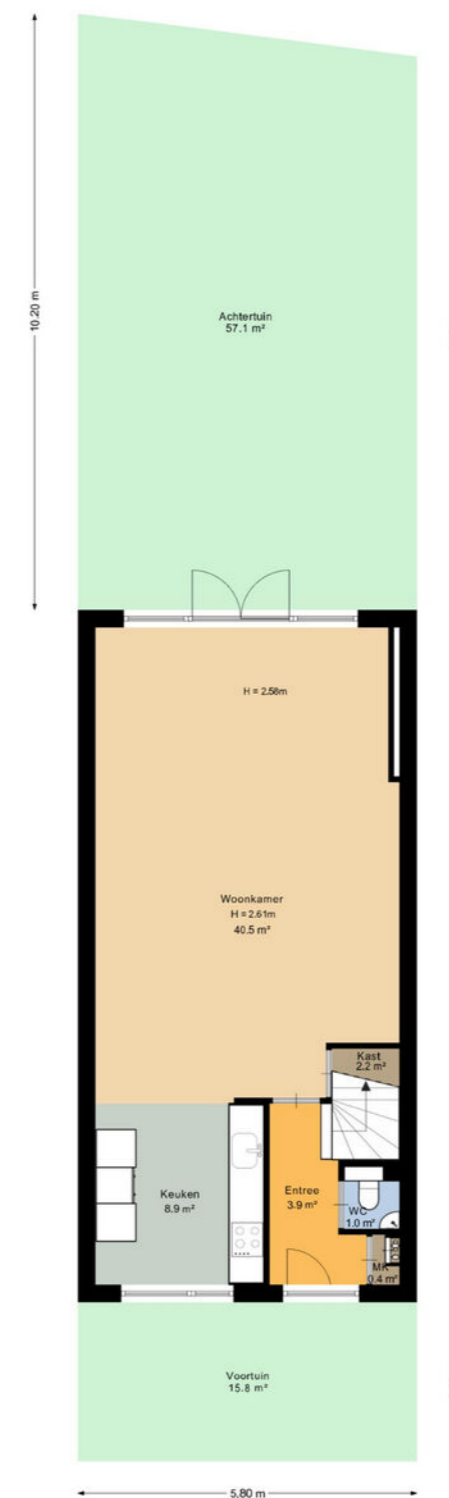 10.20 m
Achtertuin
57.1 m²
H = 2.58m
Woonkamer
H = 2.61m
40.5 m²
Kast
2.2 m²
Keuken
8.9 m²
Entree
3.9 m²
WC
1.0 m²
MK
0.4 m²
Voortuin
15.8 m²
5.80 m